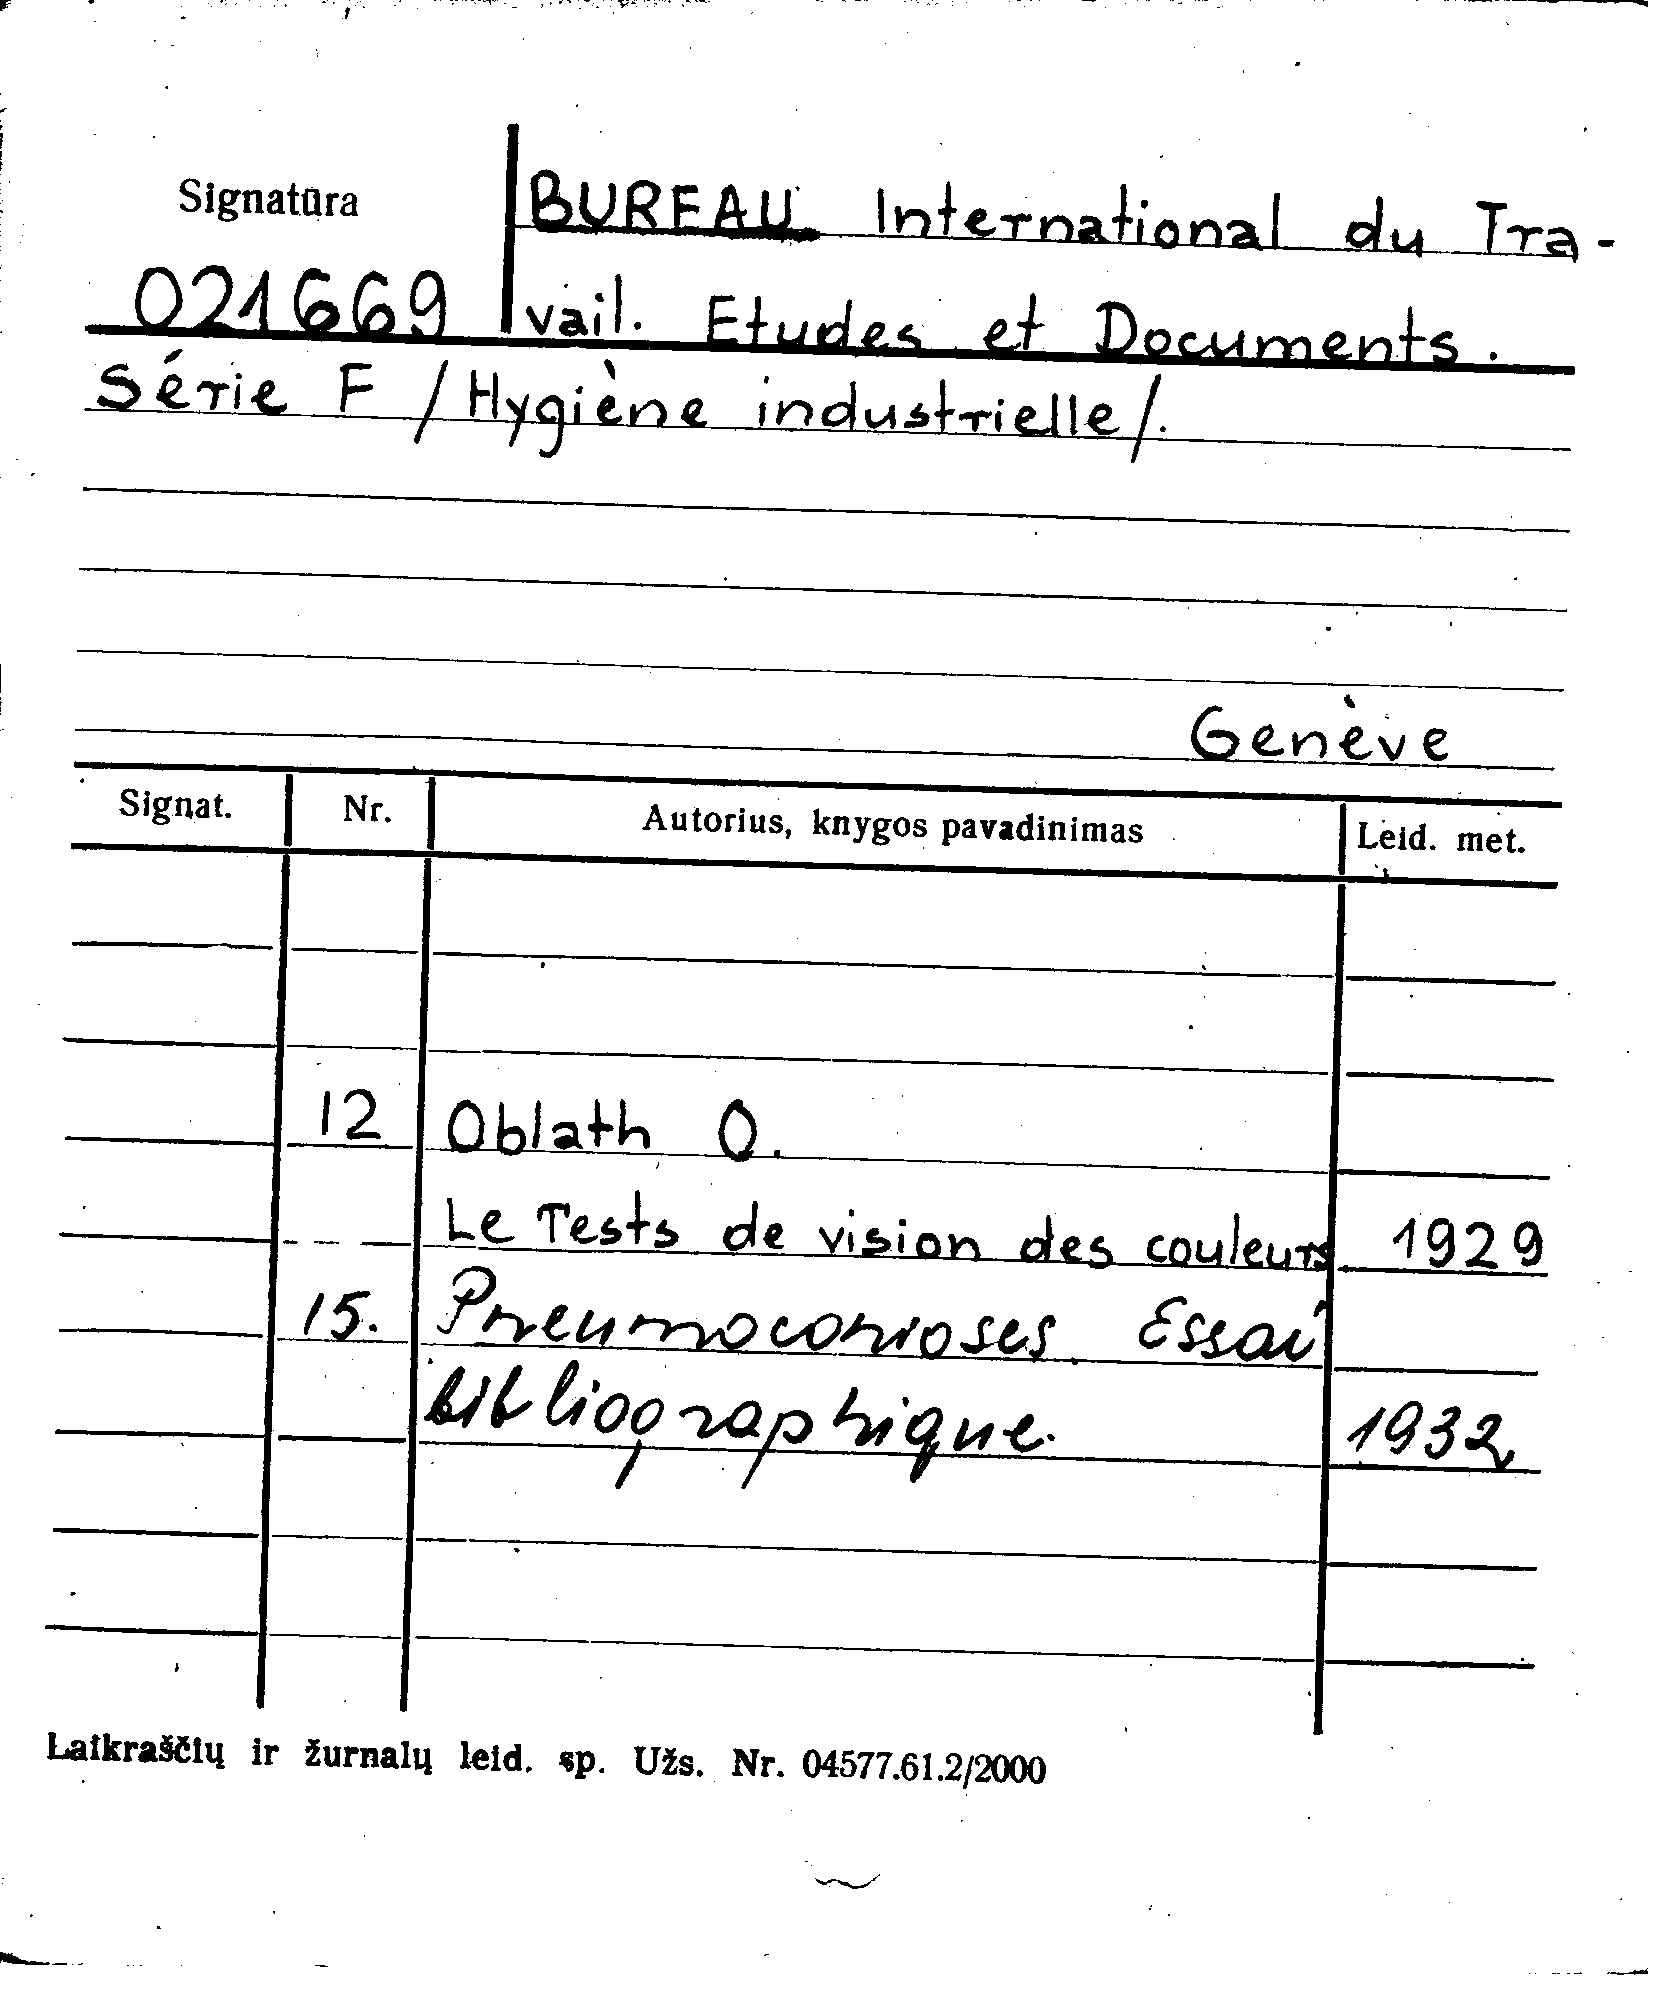 Signatūra BUREAU International du Tra-
021669 vail. Etudes et Documents.
Série F /Hygiène industrielle/.
Genève
Signat. Nr. Autorius, knygos pavadinimas Leid. met.
12 Oblath O.
Le Tests de vision des couleurs 1929
15. Pneumoconioses Essai
bibliographique. 1932
Laikraščių ir žurnalų leid. sp. Užs. Nr. 04577.61.2/2000